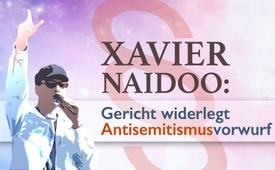 XAVIER
NAIDOO:
Gericht widerlegt
Antisemitismusvorwurf